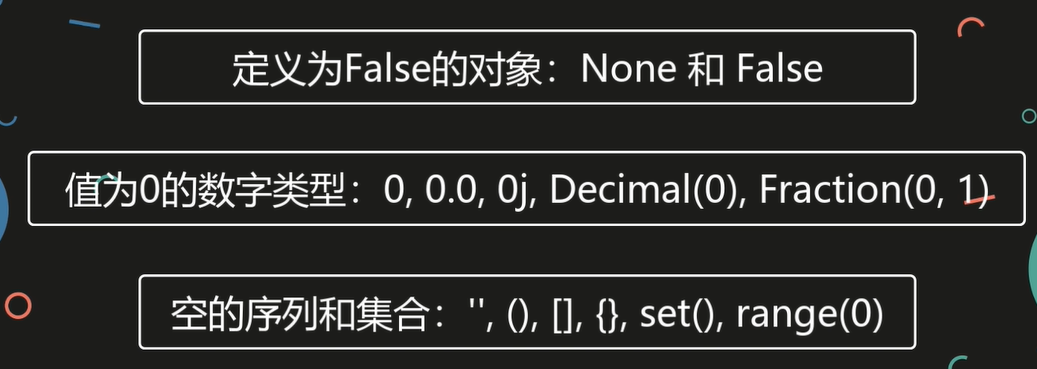 定义为False的对象：None 和 False
值为0的数字类型：0, 0.0, 0j, Decimal(0), Fraction(0, 1)
空的序列和集合：'', (), [], {}, set(), range(0)